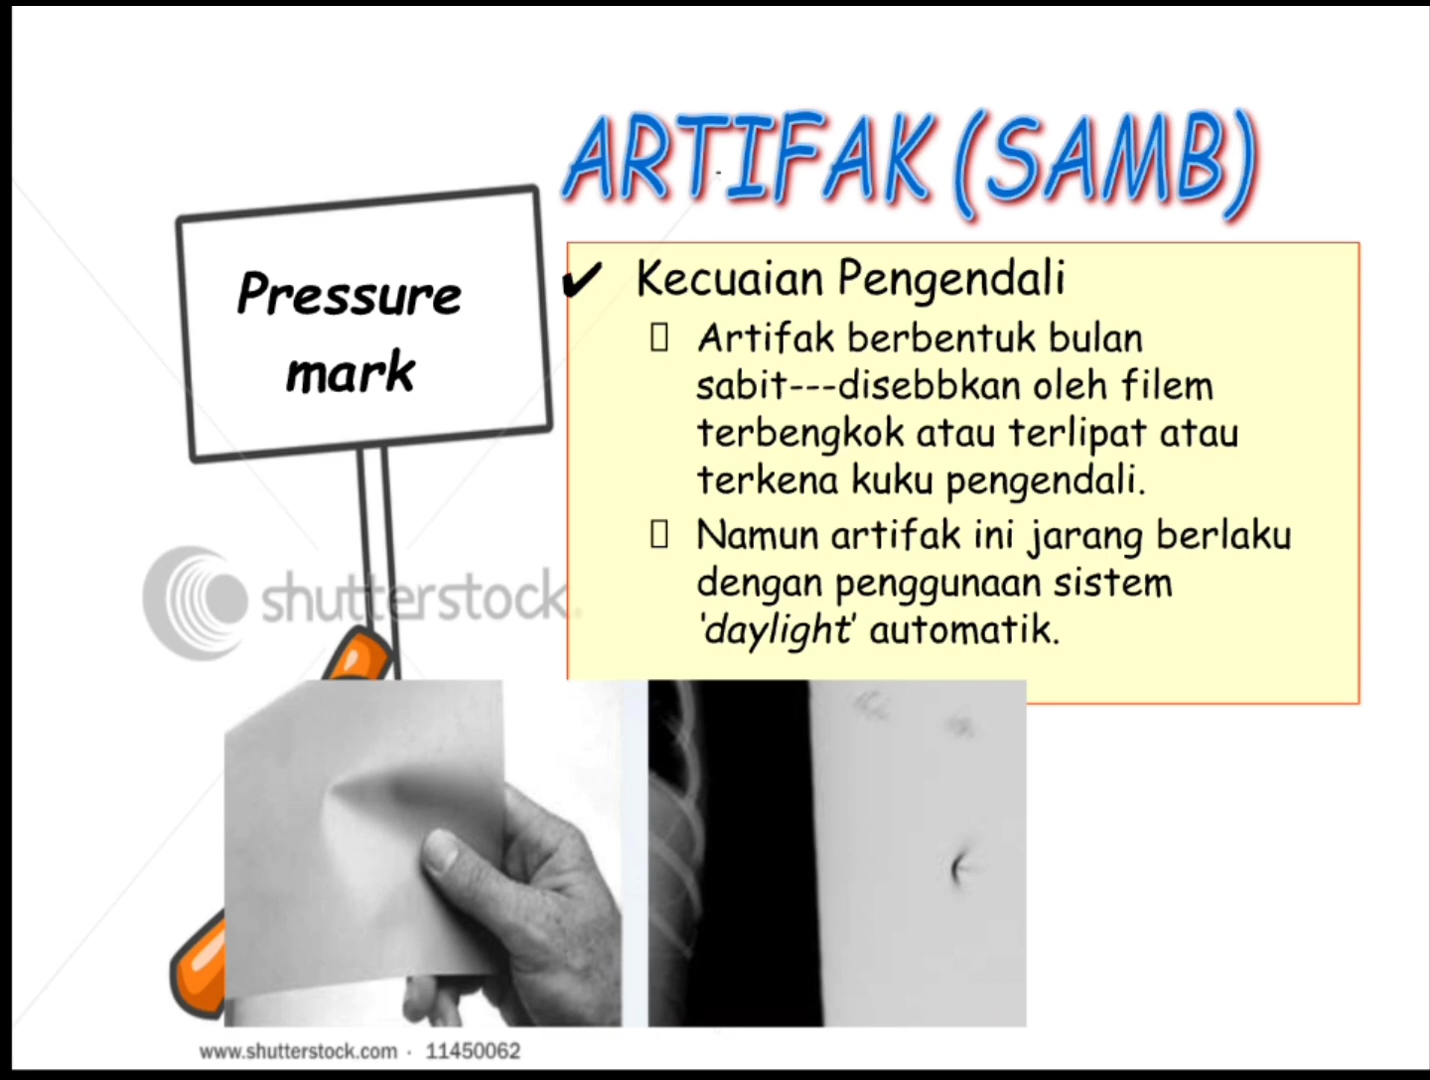 ARTIFAK (SAMB)
Pressure
mark
✔ Kecuaian Pengendali
Artifak berbentuk bulan
sabit---disebbkan oleh filem
terbengkok atau terlipat atau
terkena kuku pengendali.
Namun artifak ini jarang berlaku
dengan penggunaan sistem
'daylight' automatik.
shutterstock.
www.shutterstock.com · 11450062